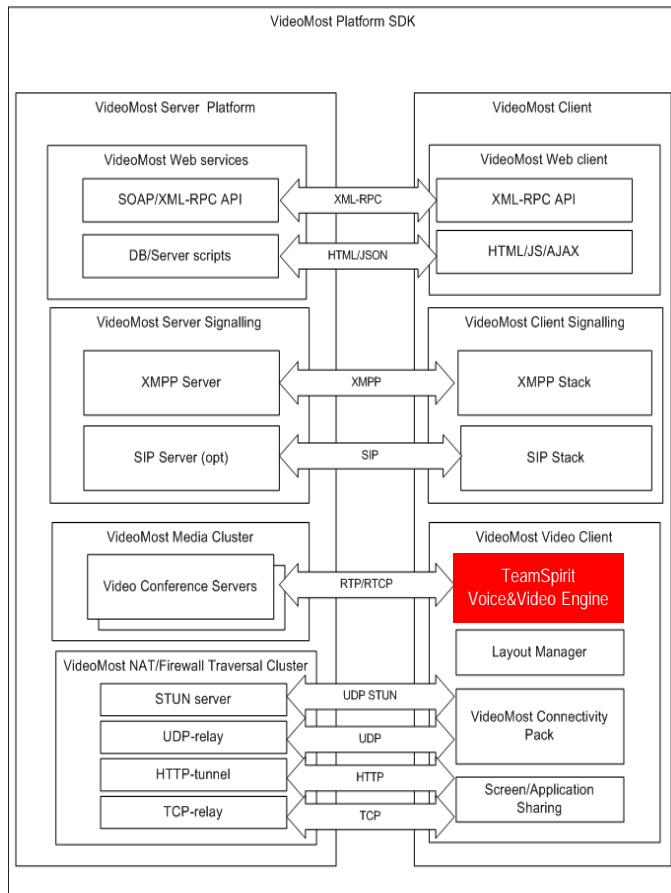 VideoMost Platform SDK
VideoMost Server Platform
VideoMost Client
VideoMost Web services
VideoMost Web client
SOAP/XML-RPC API
XML-RPC
XML-RPC API
DB/Server scripts
HTML/JSON
HTML/JS/AJAX
VideoMost Server Signalling
VideoMost Client Signalling
XMPP Server
XMPP
XMPP Stack
SIP Server (opt)
SIP
SIP Stack
VideoMost Media Cluster
VideoMost Video Client
Video Conference Servers
RTP/RTCP
TeamSpirit
Voice&Video Engine
Layout Manager
VideoMost NAT/Firewall Traversal Cluster
STUN server
UDP STUN
VideoMost Connectivity
Pack
UDP-relay
UDP
HTTP-tunnel
HTTP
Screen/Application
Sharing
TCP-relay
TCP